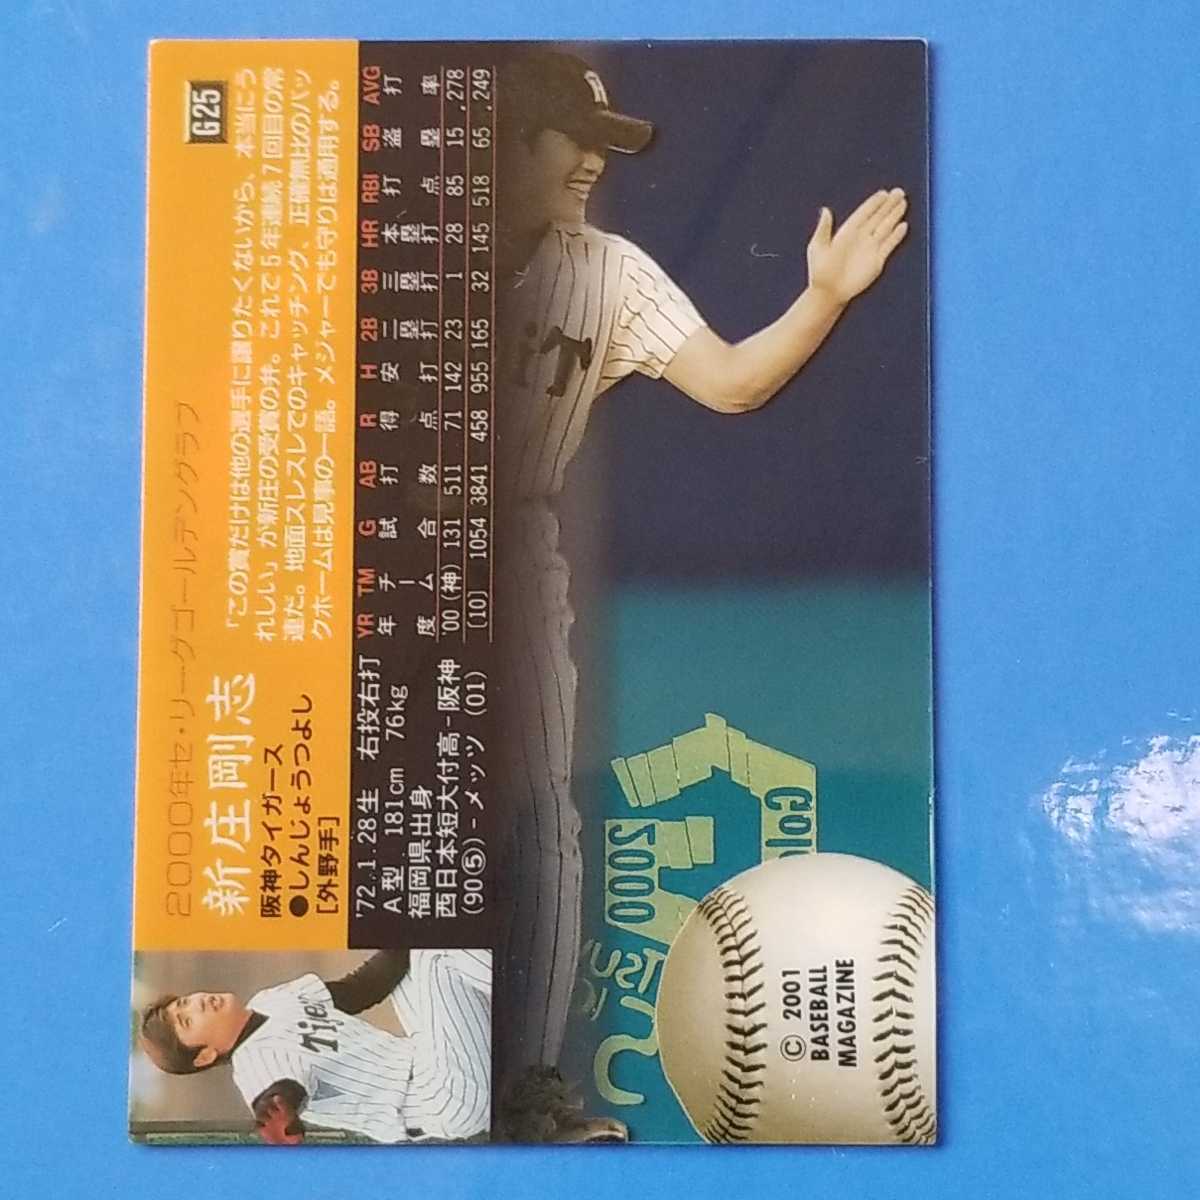 2000年セ・リーグゴールデングラブ
G25
新庄剛志
阪神タイガース
●しんじょうつよし
[外野手]
「この賞だけは他の選手に譲りたくないから、本当にう
れしい」が新庄の受賞の弁。これで5年連続7回目の常
連だ。地面スレスレでのキャッチング、正確無比のバッ
クホームは見事の一語。メジャーでも守りは通用する。
'72.1.28生 右投右打
A型 181cm 76kg
福岡県出身
西日本短大付高-阪神
(90⑤)-メッツ(01)
YR TM G AB R H 2B 3B HR RBI SB AVG
年度 チーム 試合 打数 得点 安打 二塁打 三塁打 本塁打 打点 盗塁 打率
'00(神) 131 511 71 142 23 1 28 85 15 .278
[10] 1054 3841 458 955 165 32 145 518 65 .249
Tigers
2000
Gol
© 2001
BASEBALL
MAGAZINE